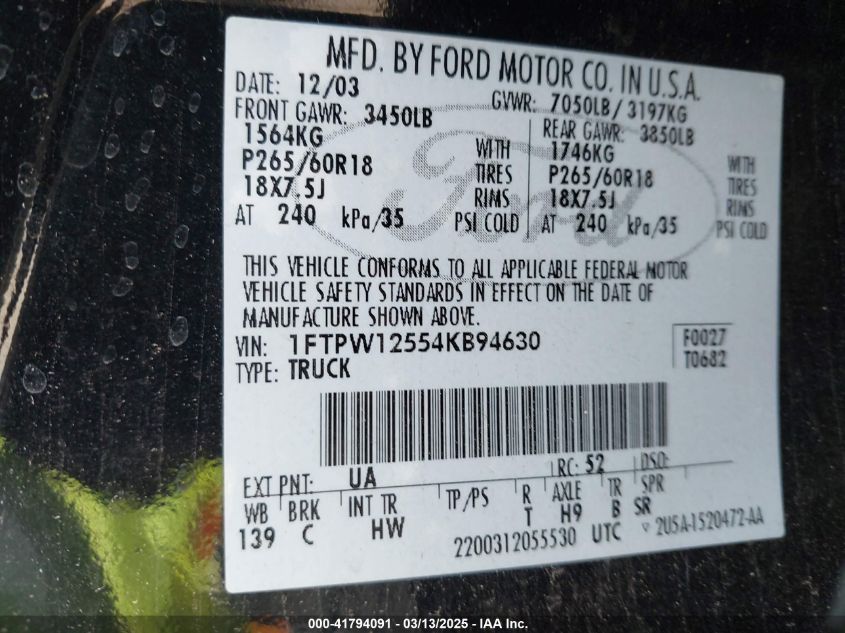 MFD. BY FORD MOTOR CO. IN U.S.A.
DATE: 12/03 GVWR: 7050LB/ 3197KG
FRONT GAWR: 3450LB REAR GAWR: 3850LB
1564KG WITH 1746KG WITH
P265/60R18 TIRES P265/60R18 TIRES
18X7.5J RIMS 18X7.5J RIMS
AT 240 kPa/35 PSI COLD AT 240 kPa/35 PSI COLD
Ford
THIS VEHICLE CONFORMS TO ALL APPLICABLE FEDERAL MOTOR
VEHICLE SAFETY STANDARDS IN EFFECT ON THE DATE OF
MANUFACTURE SHOWN ABOVE.
VIN: 1FTPW12554KB94630 F0027
TYPE: TRUCK T0682
EXT PNT: UA RC: 52 DSO:
WB BRK INT TR TP/PS R AXLE TR SPR
139 C HW T H9 B SR
2200312055530 UTC ▽ 2U5A-1520472-AA
000-41794091 - 03/13/2025 - IAA Inc.